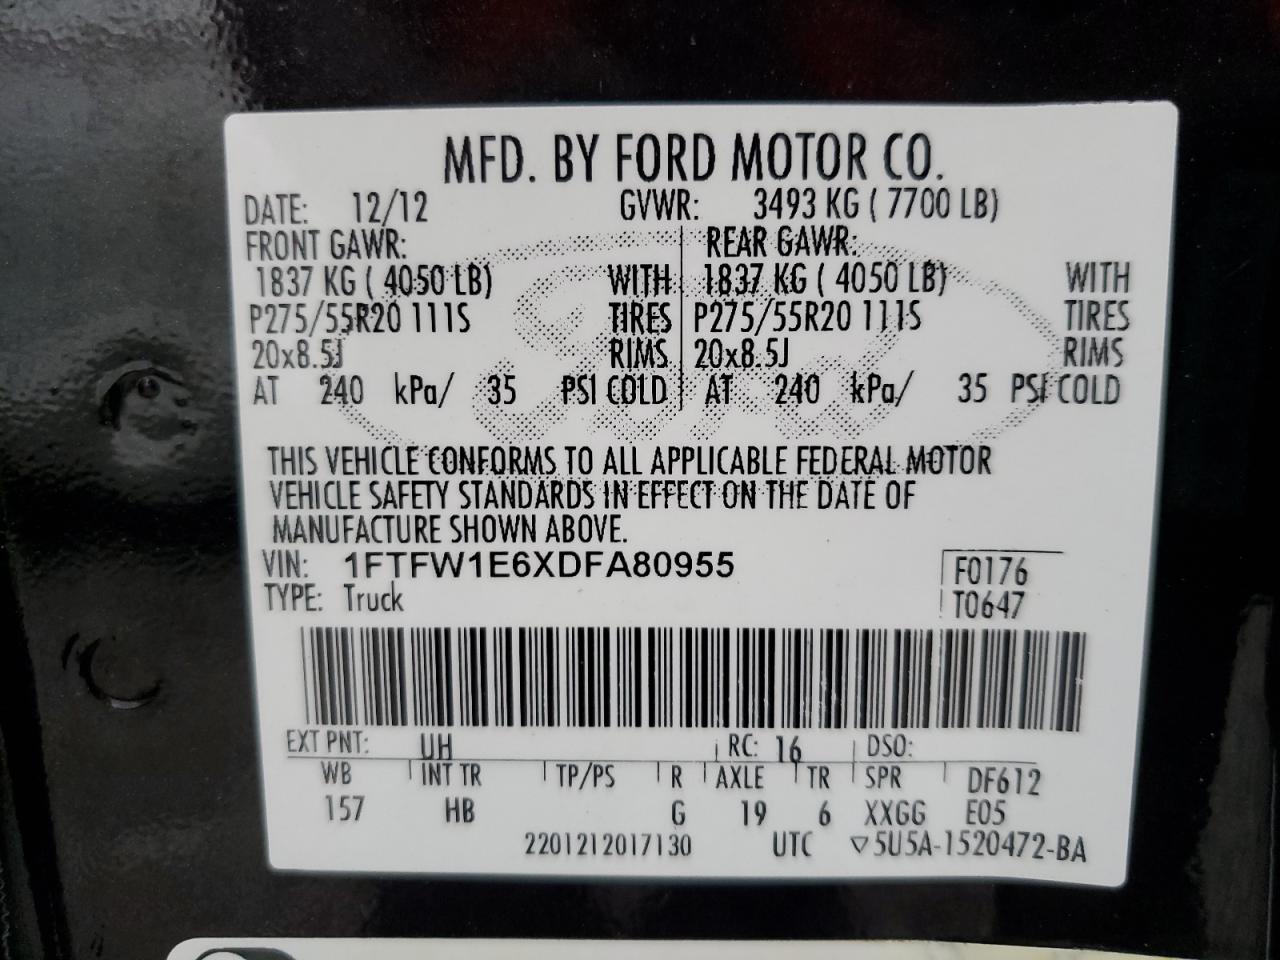 MFD. BY FORD MOTOR CO.
DATE: 12/12 GVWR: 3493 KG ( 7700 LB)
FRONT GAWR: REAR GAWR:
1837 KG ( 4050 LB) WITH 1837 KG ( 4050 LB) WITH
P275/55R20 111S TIRES P275/55R20 111S TIRES
20x8.5J RIMS 20x8.5J RIMS
AT 240 kPa/ 35 PSI COLD AT 240 kPa/ 35 PSI COLD
THIS VEHICLE CONFORMS TO ALL APPLICABLE FEDERAL MOTOR
VEHICLE SAFETY STANDARDS IN EFFECT ON THE DATE OF
MANUFACTURE SHOWN ABOVE.
VIN: 1FTFW1E6XDFA80955 F0176
TYPE: Truck T0647
EXT PNT: UH RC: 16 DSO:
WB INT TR TP/PS R AXLE TR SPR DF612
157 HB G 19 6 XXGG E05
2201212017130 UTC ▽5U5A-1520472-BA